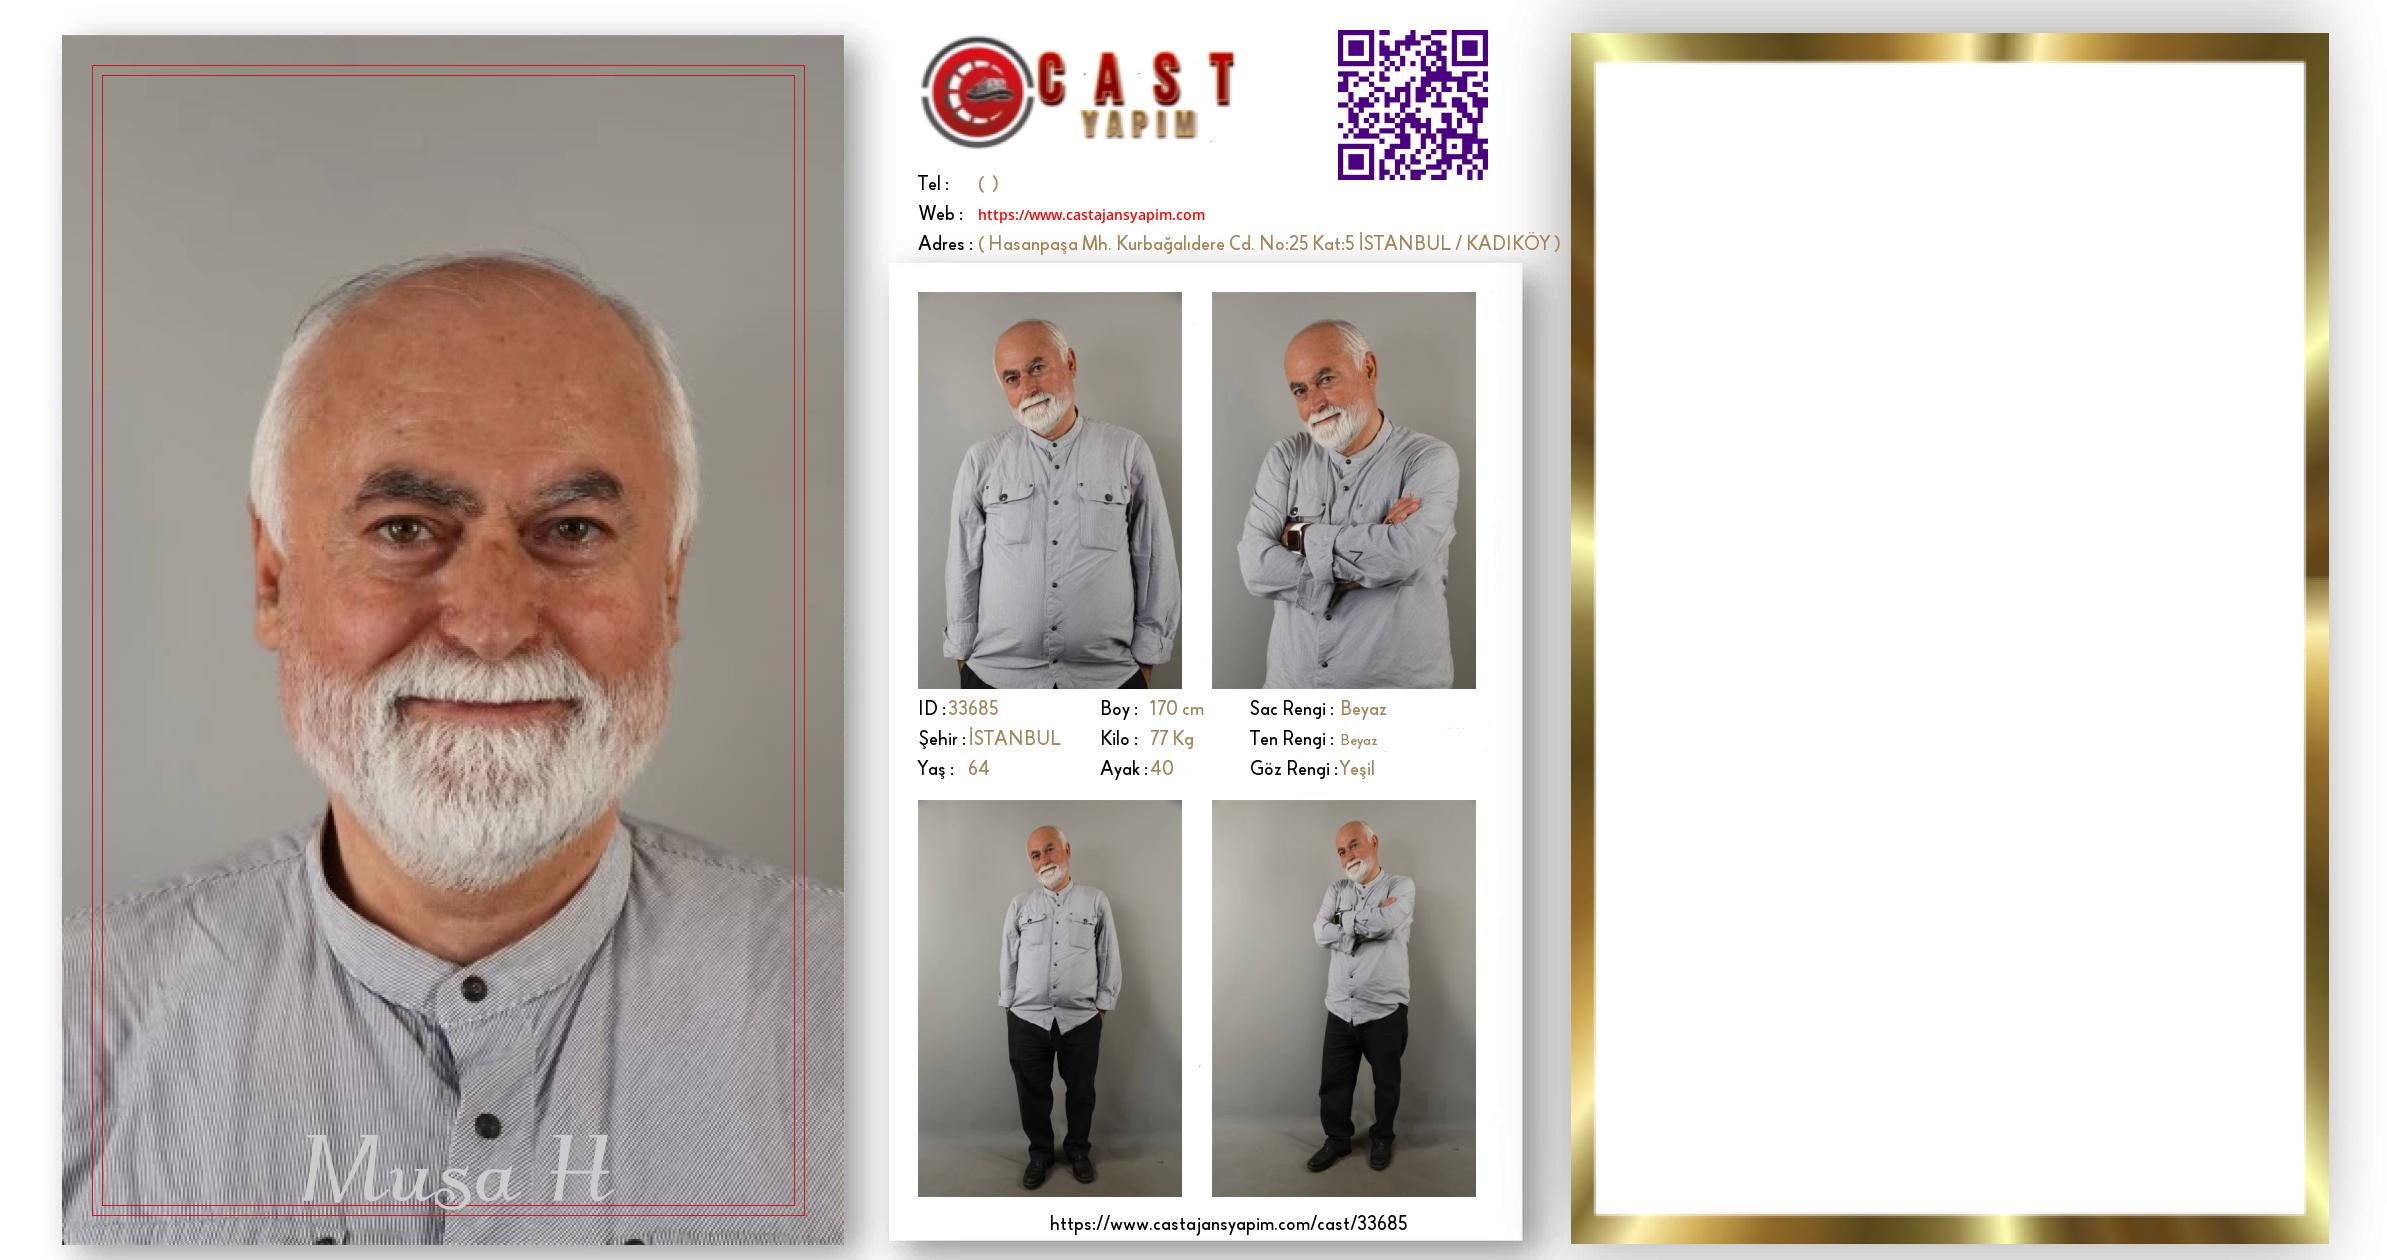 Musa H
CAST
YAPIM
Tel : ( )
Web : https://www.castajansyapim.com
Adres : ( Hasanpaşa Mh. Kurbağalıdere Cd. No:25 Kat:5 İSTANBUL / KADIKÖY )
ID : 33685 Boy : 170 cm Sac Rengi : Beyaz
Şehir : İSTANBUL Kilo : 77 Kg Ten Rengi : Beyaz
Yaş : 64 Ayak : 40 Göz Rengi : Yeşil
https://www.castajansyapim.com/cast/33685